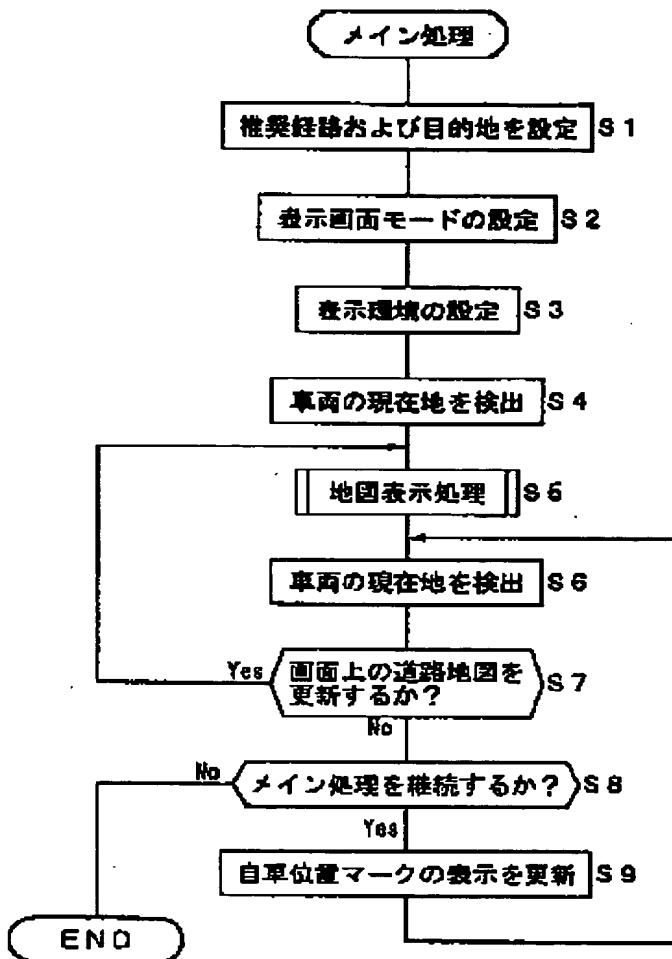 メイン処理
推奨経路および目的地を設定 S1
表示画面モードの設定 S2
表示環境の設定 S3
車両の現在地を検出 S4
地図表示処理 S5
車両の現在地を検出 S6
Yes 画面上の道路地図を
更新するか? S7
No
No メイン処理を継続するか? S8
Yes
自車位置マークの表示を更新 S9
END